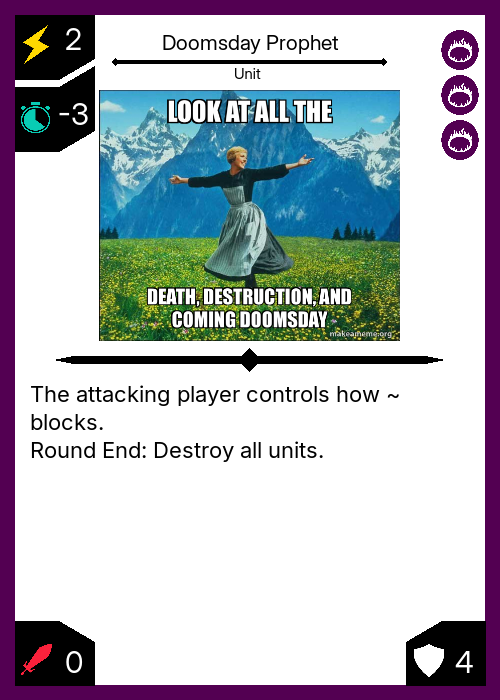 2
Doomsday Prophet
Unit
-3
LOOK AT ALL THE
DEATH, DESTRUCTION, AND
COMING DOOMSDAY
makeameme.org
The attacking player controls how ~
blocks.
Round End: Destroy all units.
0
4